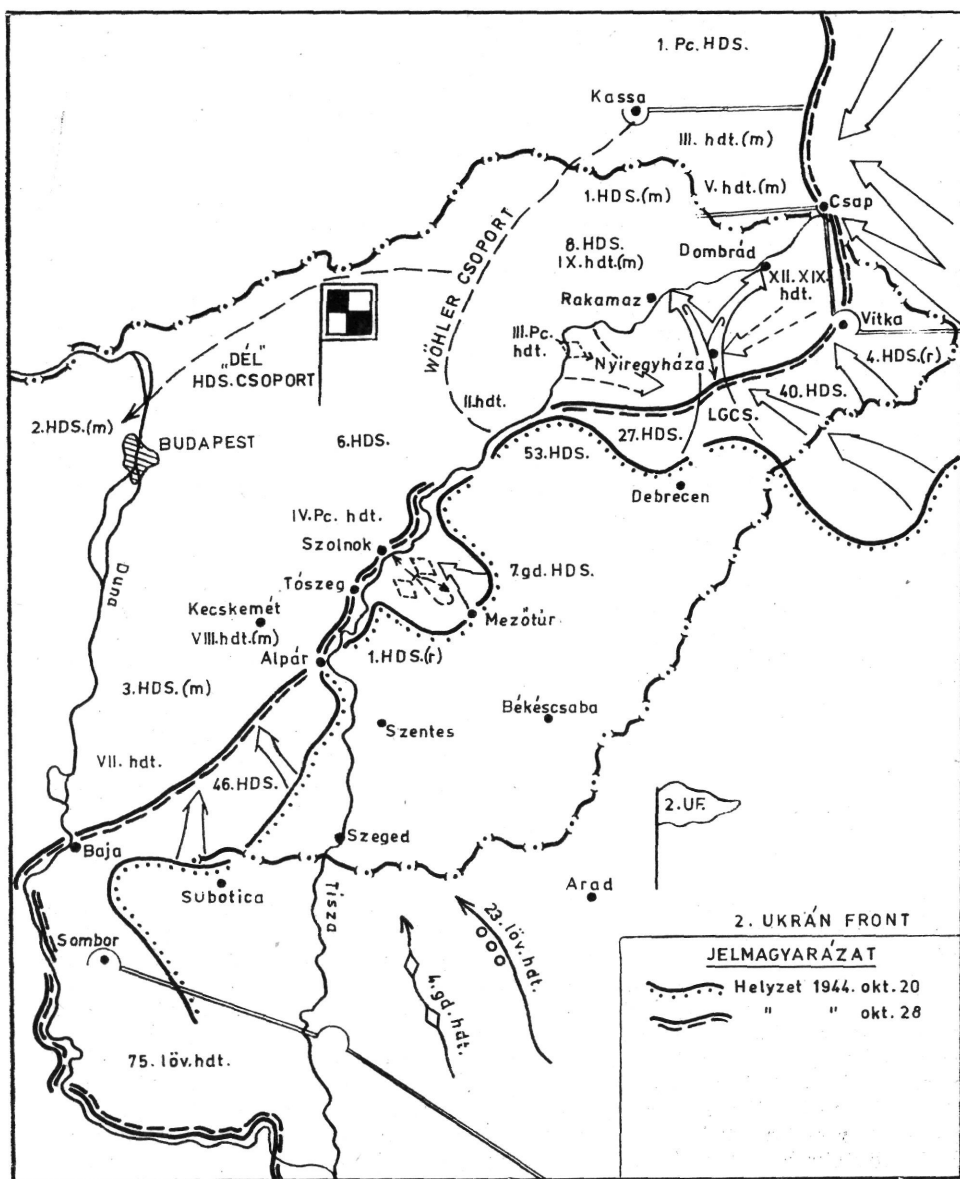 1. Pc. HDS.
Kassa
III. hdt.(m)
V. hdt.(m)
1.HDS.(m)
Csap
WÖHLER CSOPORT
8. HDS.
IX. hdt.(m)
Dombrád
XII. XIX.
hdt.
Rakamaz
Vitka
III. Pc.
hdt.
Nyiregyháza
4. HDS.(r)
„DÉL"
HDS. CSOPORT
II. hdt.
40. HDS.
LGCS.
2. HDS.(m)
BUDAPEST
6. HDS.
27. HDS.
53. HDS.
Debrecen
IV. Pc. hdt.
Szolnok
Duna
Tószeg
7. gd. HDS.
Kecskemét
VIII. hdt.(m)
Mezőtúr
Alpár
1. HDS.(r)
3. HDS.(m)
Szentes
Békéscsaba
VII. hdt.
46. HDS.
2. UF.
Baja
Szeged
Subotica
Tisza
Arad
23. löv. hdt.
4. gd. hdt.
Sombor
75. löv. hdt.
2. UKRÁN FRONT
JELMAGYARÁZAT
Helyzet 1944. okt. 20
" " okt. 28